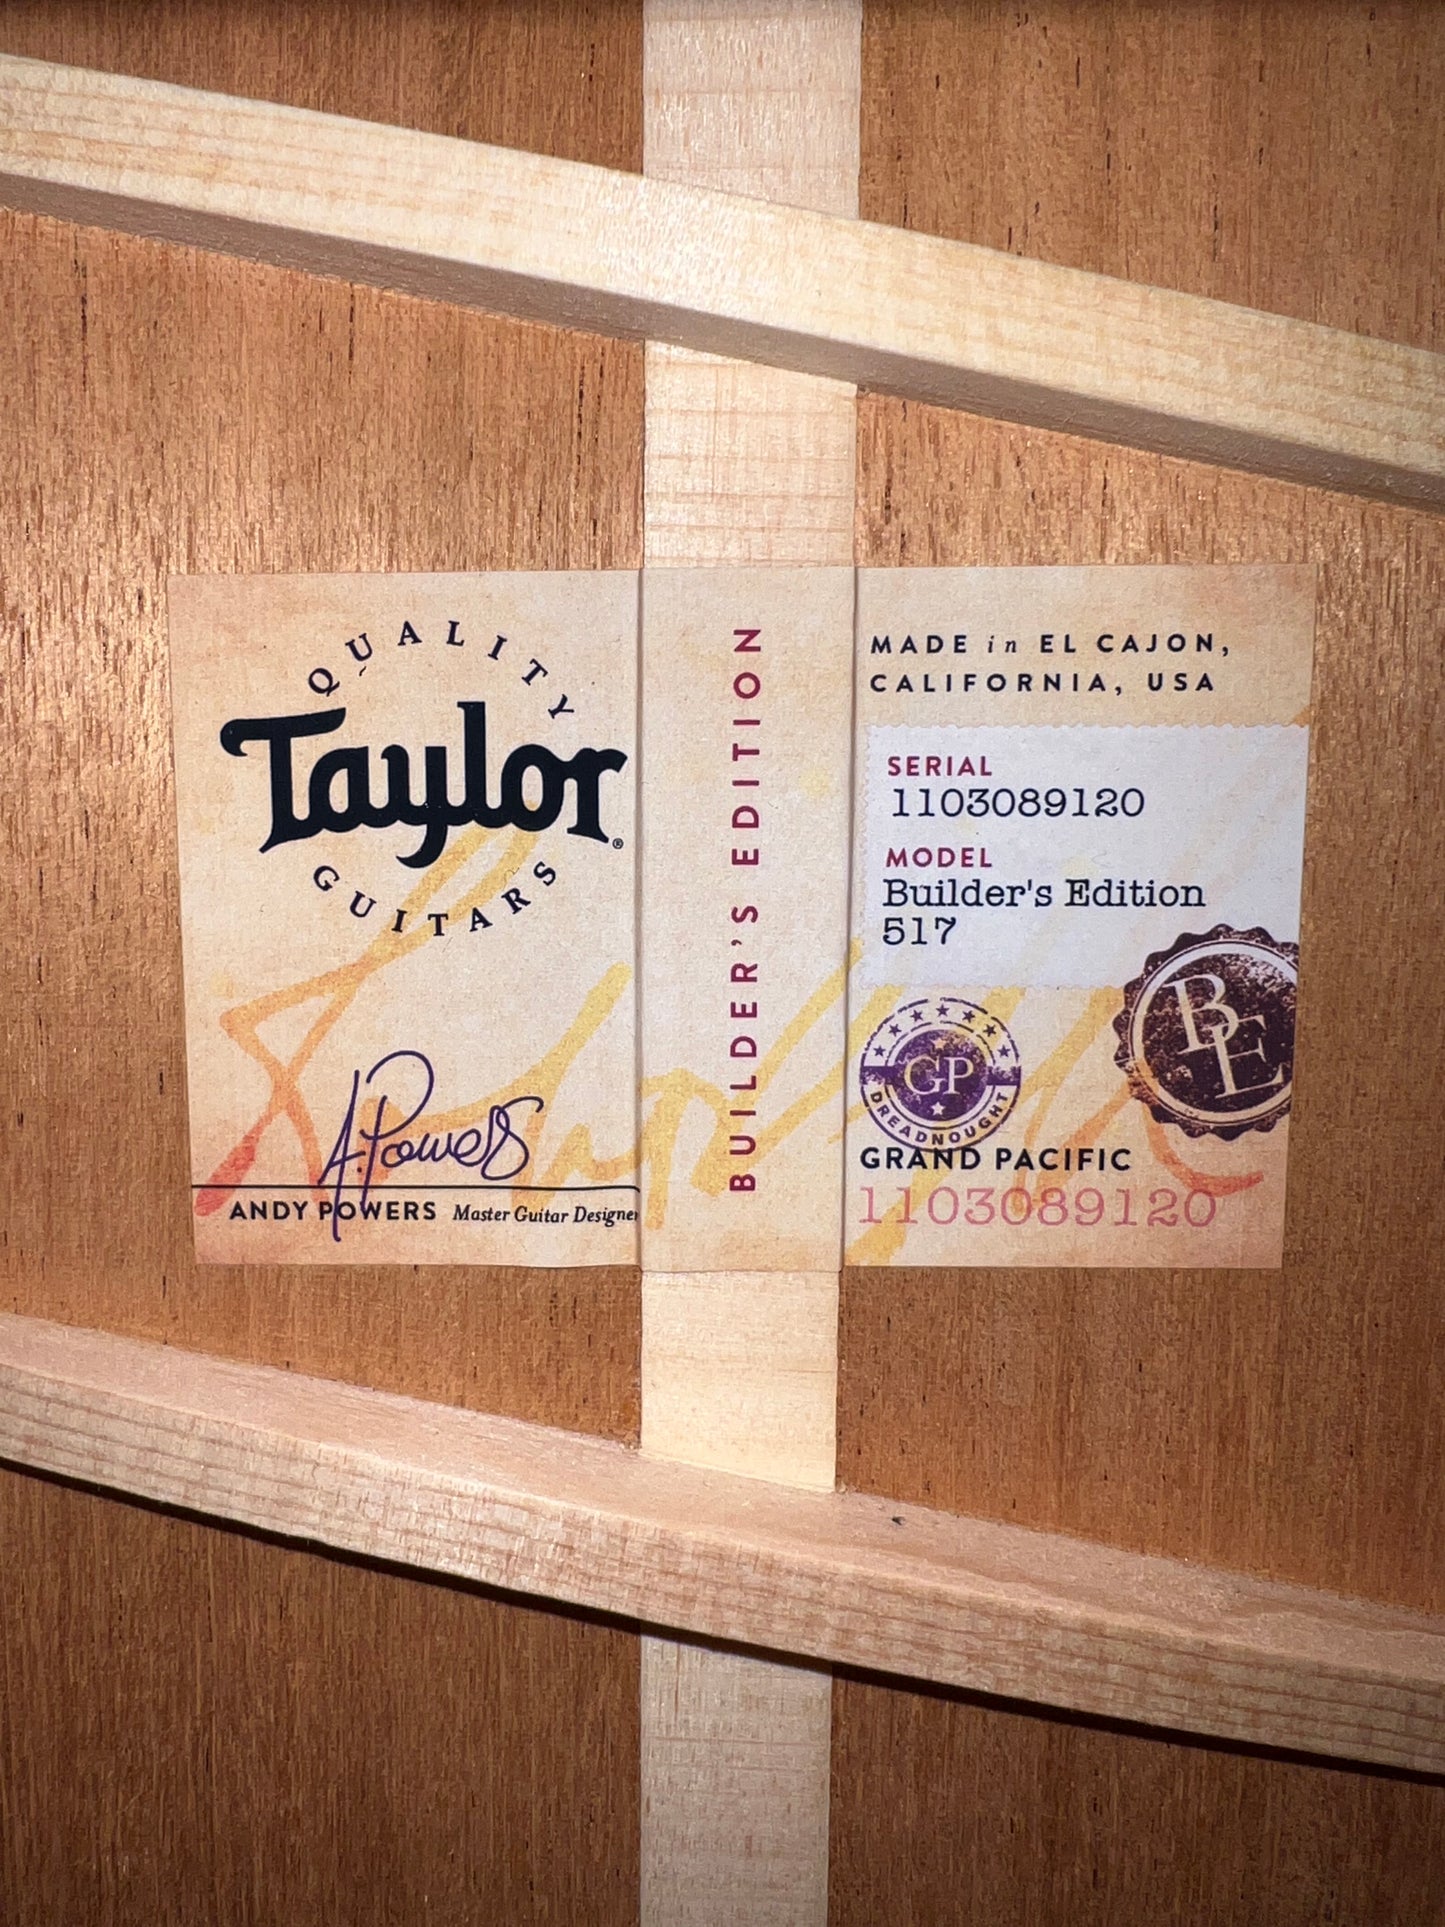 QUALITY
Taylor®
GUITARS
A. Powers
ANDY POWERS Master Guitar Designer
BUILDER'S EDITION
MADE in EL CAJON,
CALIFORNIA, USA
SERIAL
1103089120
MODEL
Builder's Edition
517
BE
GP
DREADNOUGHT
GRAND PACIFIC
1103089120